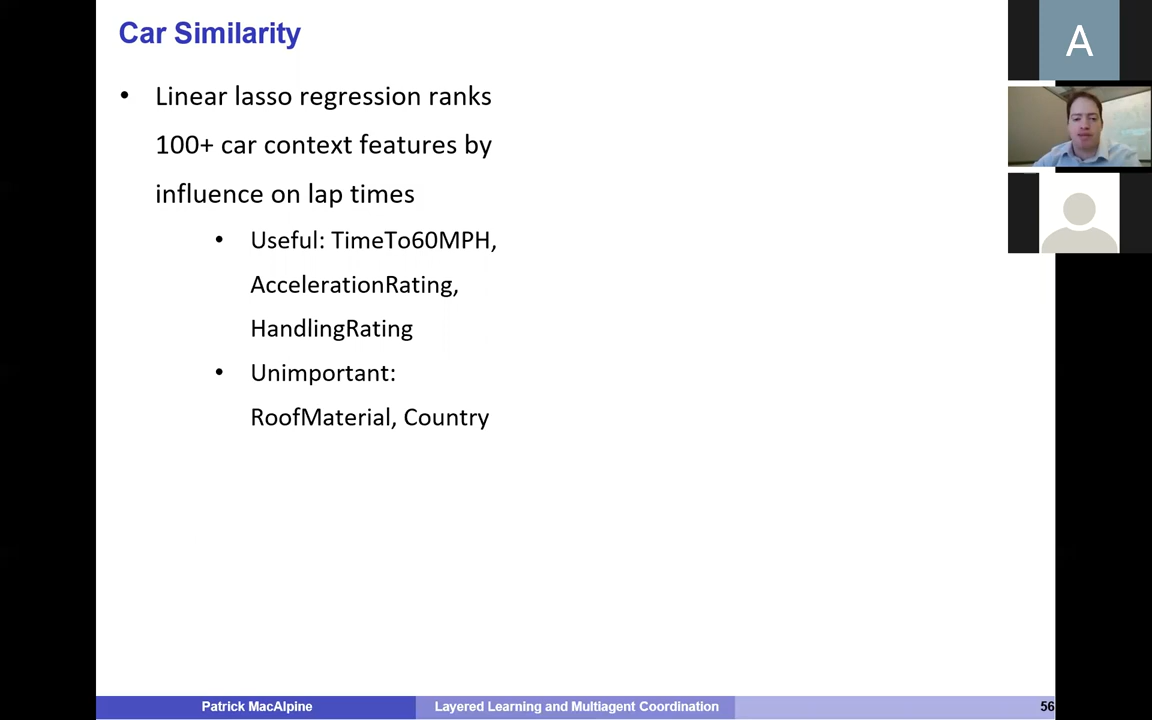 Car Similarity
• Linear lasso regression ranks
100+ car context features by
influence on lap times
• Useful: TimeTo60MPH,
AccelerationRating,
HandlingRating
• Unimportant:
RoofMaterial, Country
A
Patrick MacAlpine
Layered Learning and Multiagent Coordination
56